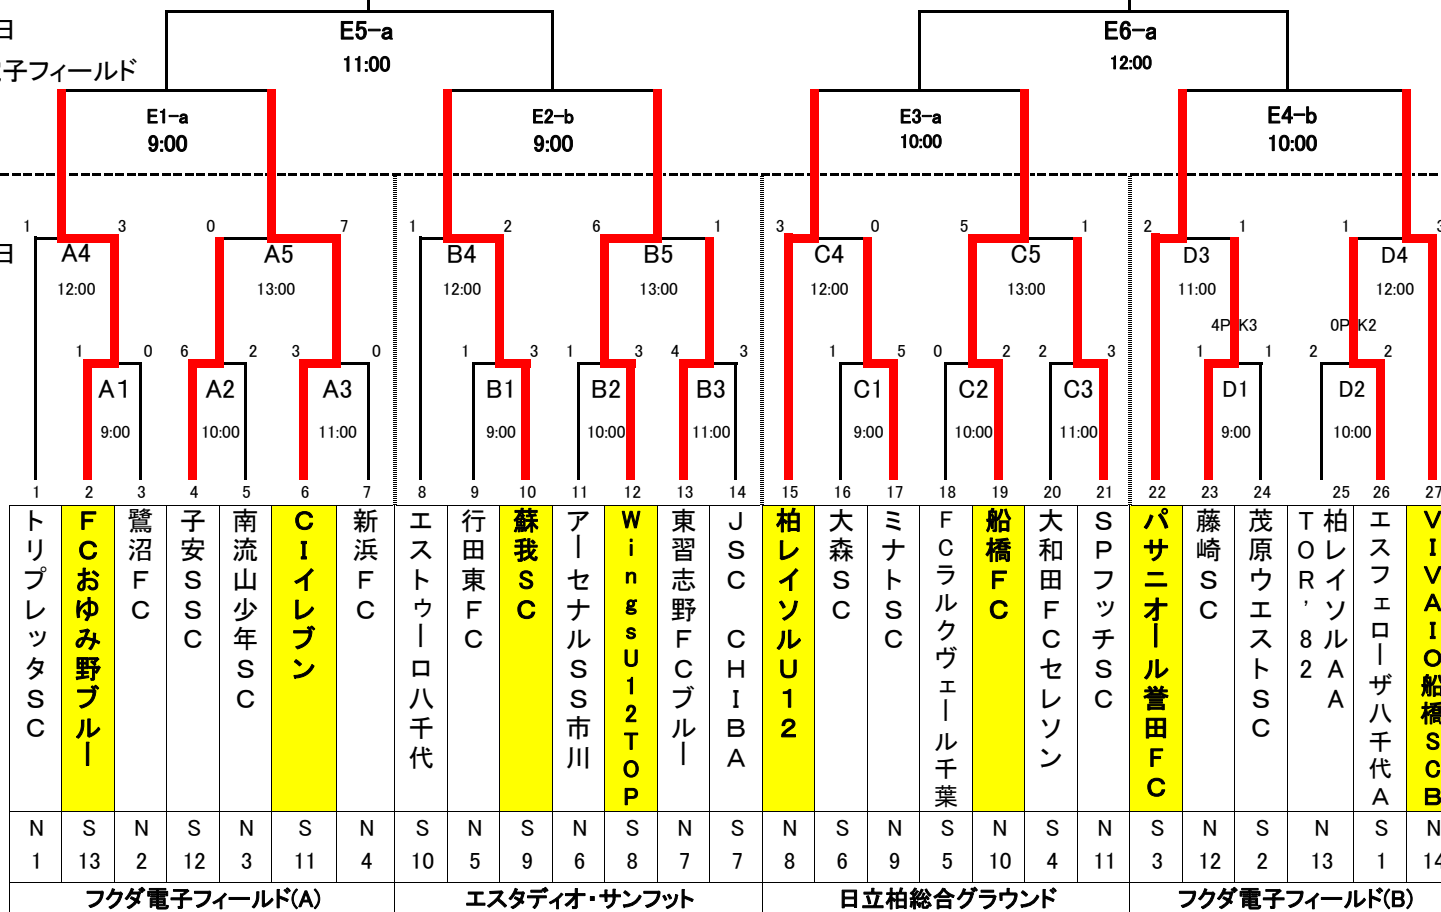 日
E5-a
E6-a
11:00
12:00
子フィールド
E1-a
E2-b
E3-a
E4-b
9:00
9:00
10:00
10:00
1 3 0 7 1 2 6 1 3 0 5 1 2 1 1 3
日
A4 A5 B4 B5 C4 C5 D3 D4
12:00 13:00 12:00 13:00 12:00 13:00 11:00 12:00
4PK3 0PK2
1 0 6 2 3 0 1 3 1 3 4 3 1 5 0 2 2 3 1 1 2 2
A1 A2 A3 B1 B2 B3 C1 C2 C3 D1 D2
9:00 10:00 11:00 9:00 10:00 11:00 9:00 10:00 11:00 9:00 10:00
1 2 3 4 5 6 7 8 9 10 11 12 13 14 15 16 17 18 19 20 21 22 23 24 25 26 27
トリプレッタSC
FCおゆみ野ブルー
鷺沼FC
子安SSC
南流山少年SC
CIイレブン
新浜FC
エストゥーロ八千代
行田東FC
蘇我SC
アーセナルSS市川
WingsU12TOP
東習志野FCブルー
JSC CHIBA
柏レイソルU12
大森SC
ミナトSC
FCラルクヴェール千葉
船橋FC
大和田FCセレソン
SPフッチSC
パサニオール誉田FC
藤崎SC
茂原ウエストSC
柏レイソルAA
TOR'82
エスフェローザ八千代A
VIVAIO船橋SCB
N S N S N S N S N S N S N S N S N S N S N S N S N S N
1 13 2 12 3 11 4 10 5 9 6 8 7 7 8 6 9 5 10 4 11 3 12 2 13 1 14
フクダ電子フィールド(A)
エスタディオ・サンフット
日立柏総合グラウンド
フクダ電子フィールド(B)